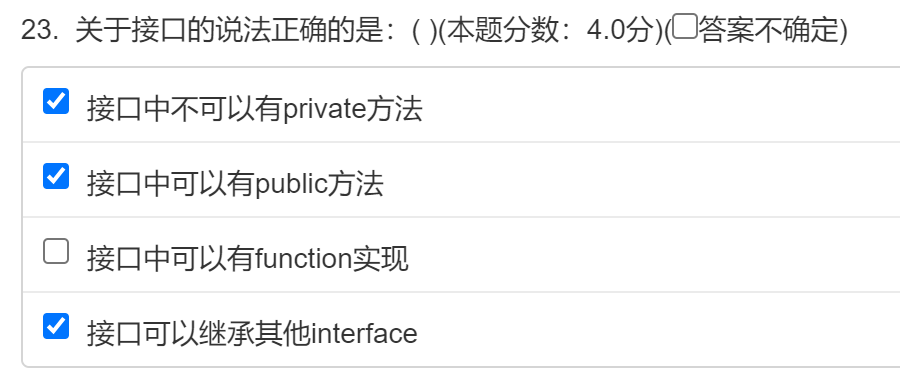 23. 关于接口的说法正确的是：( )(本题分数：4.0分)(答案不确定)
接口中不可以有private方法
接口中可以有public方法
接口中可以有function实现
接口可以继承其他interface